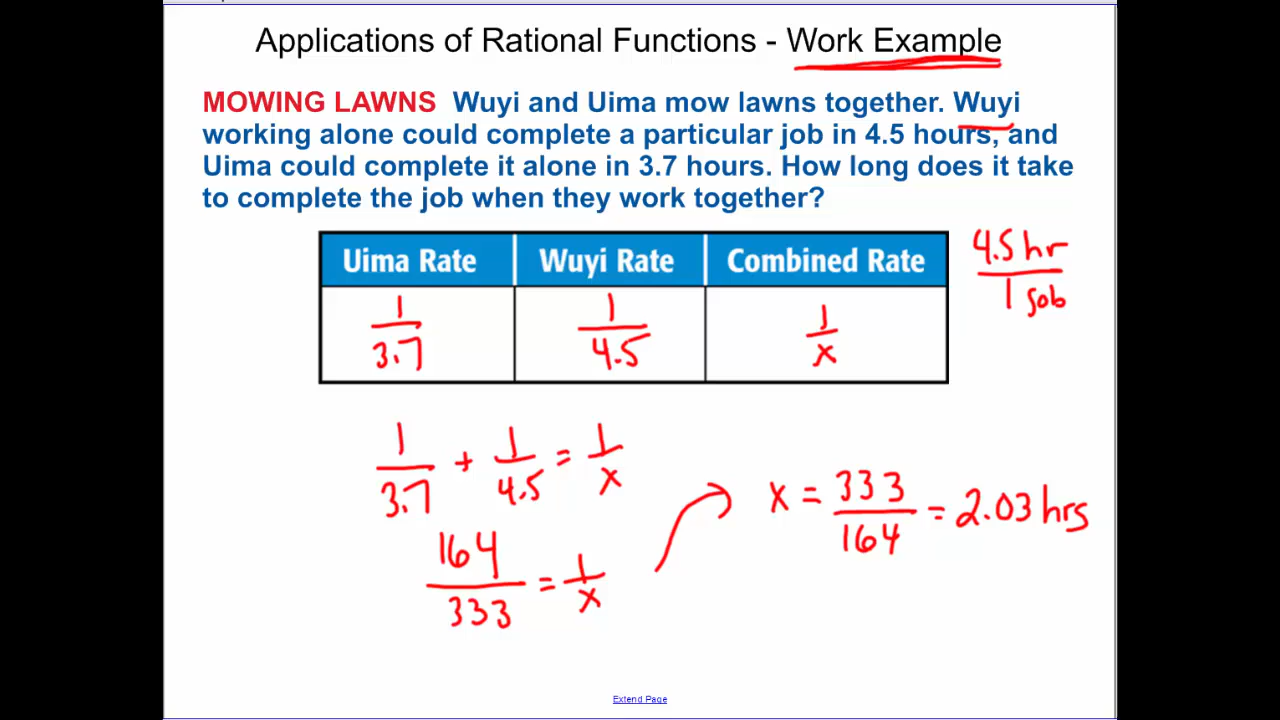 Applications of Rational Functions - Work Example
MOWING LAWNS Wuyi and Uima mow lawns together. Wuyi
working alone could complete a particular job in 4.5 hours, and
Uima could complete it alone in 3.7 hours. How long does it take
to complete the job when they work together?
Uima Rate Wuyi Rate Combined Rate
1/3.7 1/4.5 1/x
4.5 hr/1 job
1/3.7 + 1/4.5 = 1/x
164/333 = 1/x
x = 333/164 = 2.03 hrs
Extend Page